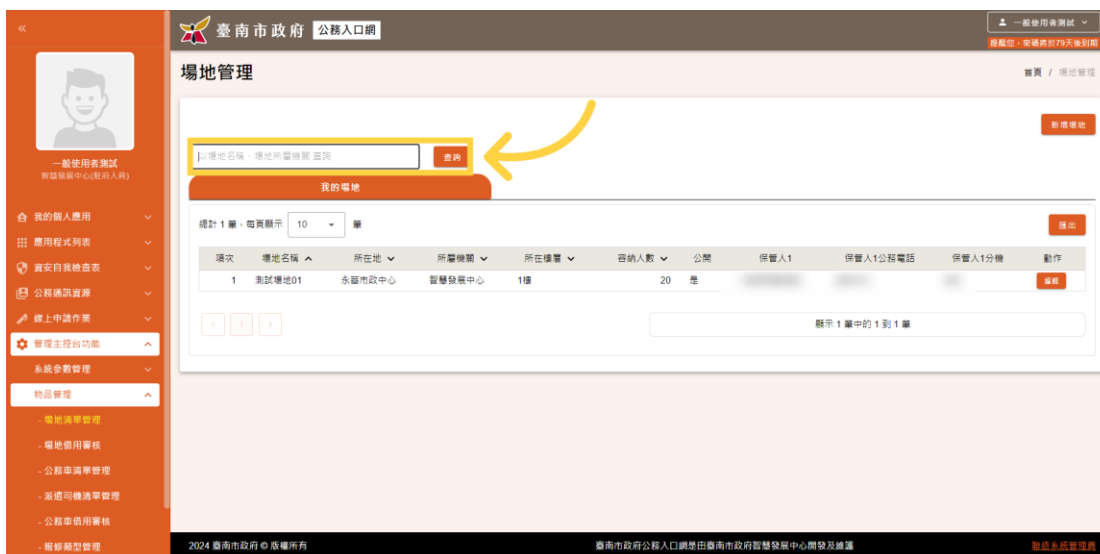 臺南市政府 公務入口網
一般使用者測試
提醒您，密碼將於79天後到期
一般使用者測試
智慧發展中心(駐府人員)
我的個人應用
應用程式列表
資安自我檢查表
公務通訊資源
線上申請作業
管理主控台功能
系統參數管理
物品管理
- 場地清單管理
- 場地借用審核
- 公務車清單管理
- 派遣司機清單管理
- 公務車借用審核
- 報修類型管理
場地管理
首頁 / 場地管理
新增場地
以場地名稱、場地所屬機關 查詢
查詢
我的場地
總計 1 筆，每頁顯示 10 筆
匯出
項次 場地名稱 所在地 所屬機關 所在樓層 容納人數 公開 保管人1 保管人1公務電話 保管人1分機 動作
1 測試場地01 永華市政中心 智慧發展中心 1樓 20 是 編輯
顯示 1 筆中的 1 到 1 筆
2024 臺南市政府 © 版權所有
臺南市政府公務入口網是由臺南市政府智慧發展中心開發及維護
聯絡系統管理員